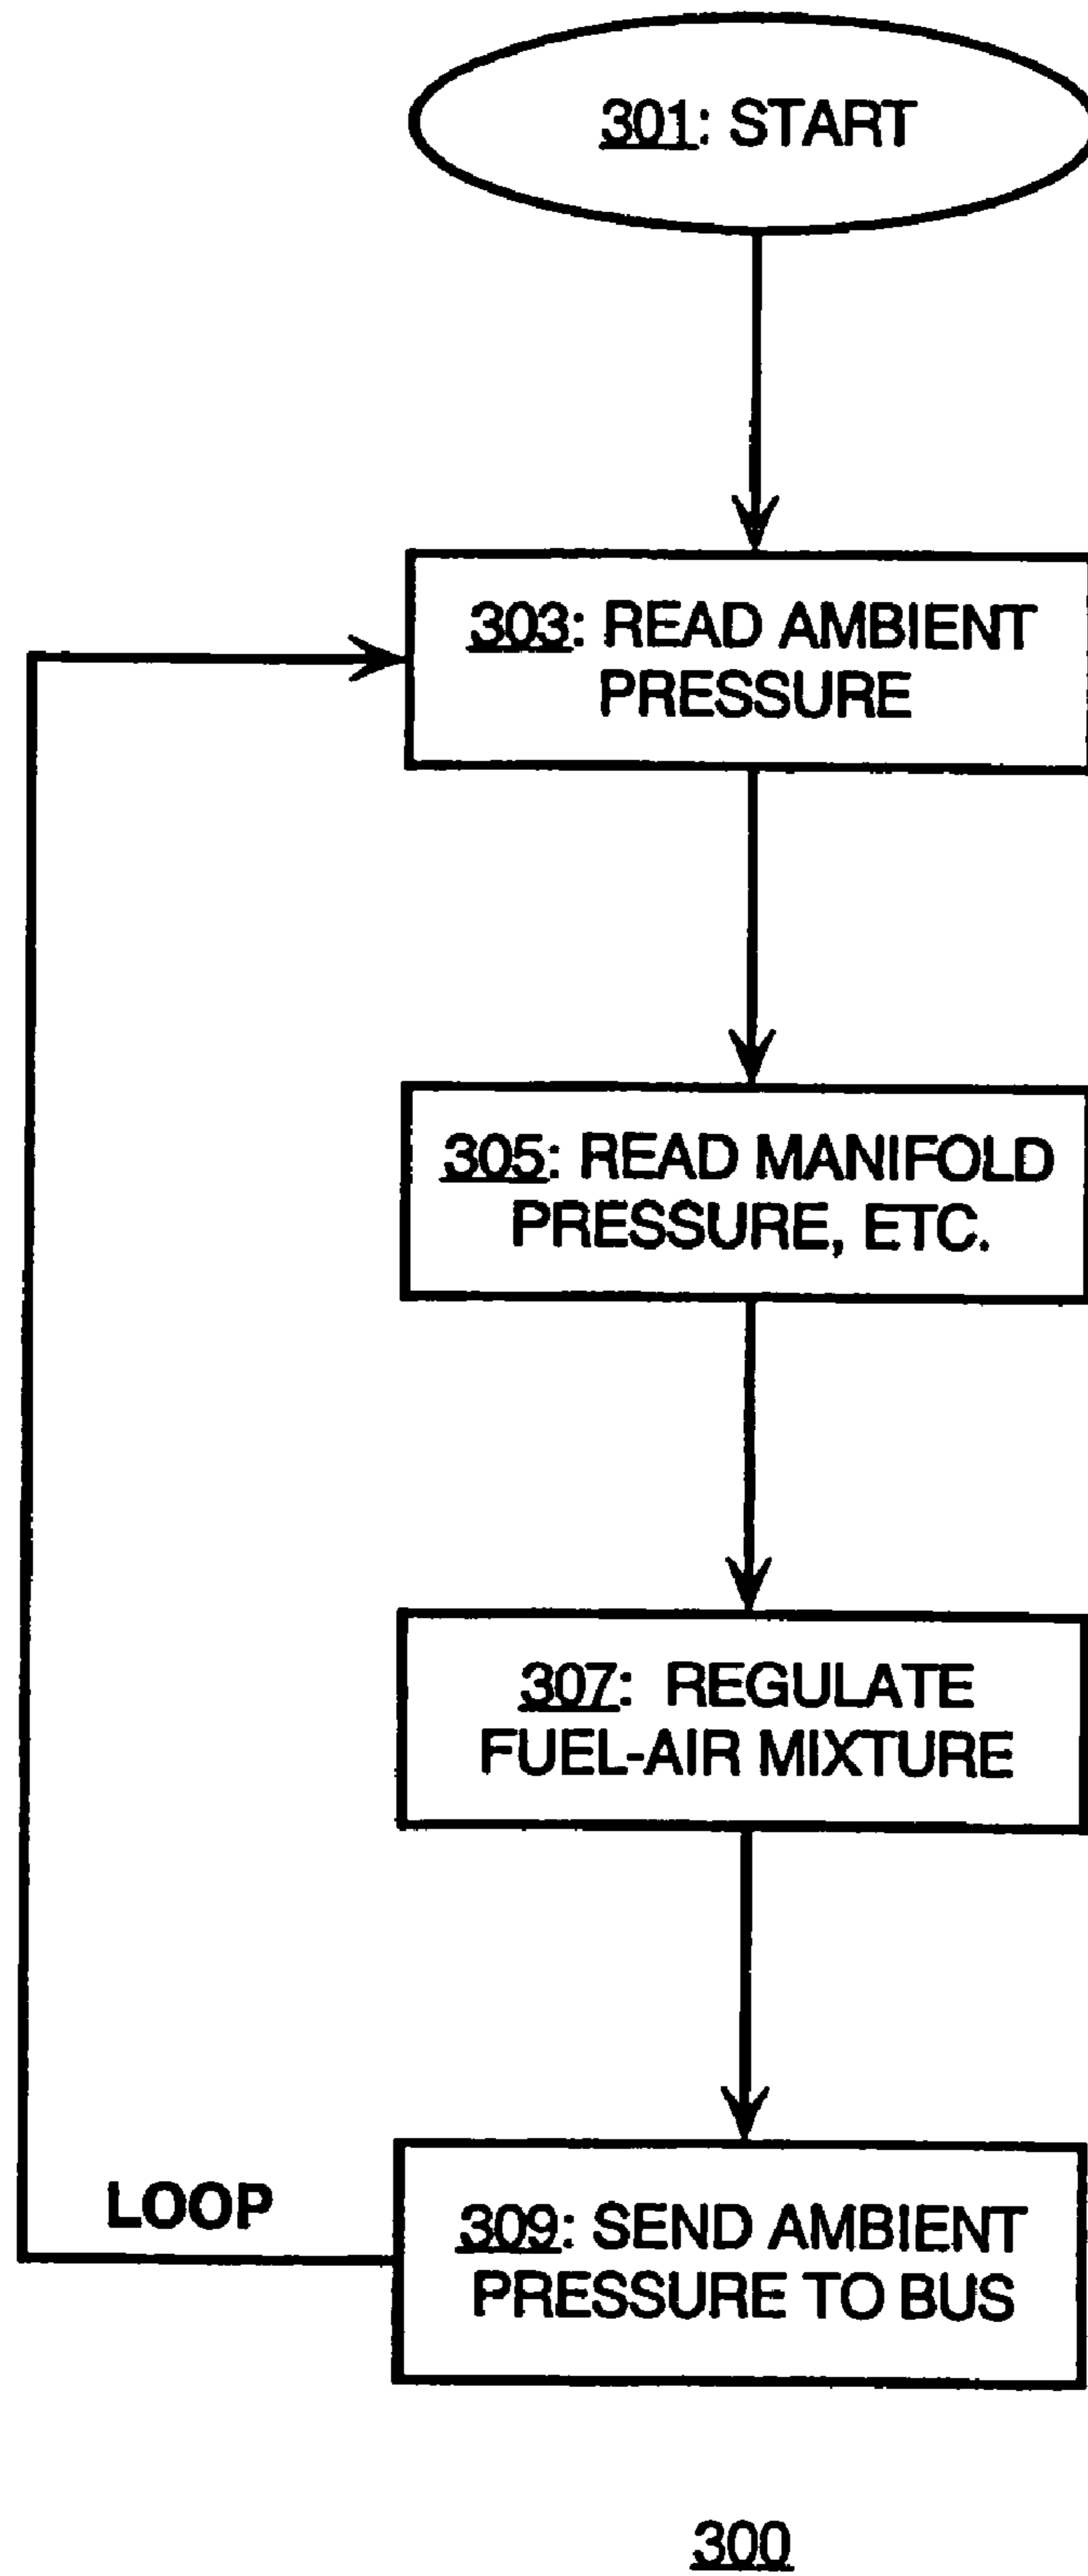 301: START
303: READ AMBIENT
PRESSURE
305: READ MANIFOLD
PRESSURE, ETC.
307: REGULATE
FUEL-AIR MIXTURE
LOOP
309: SEND AMBIENT
PRESSURE TO BUS
300